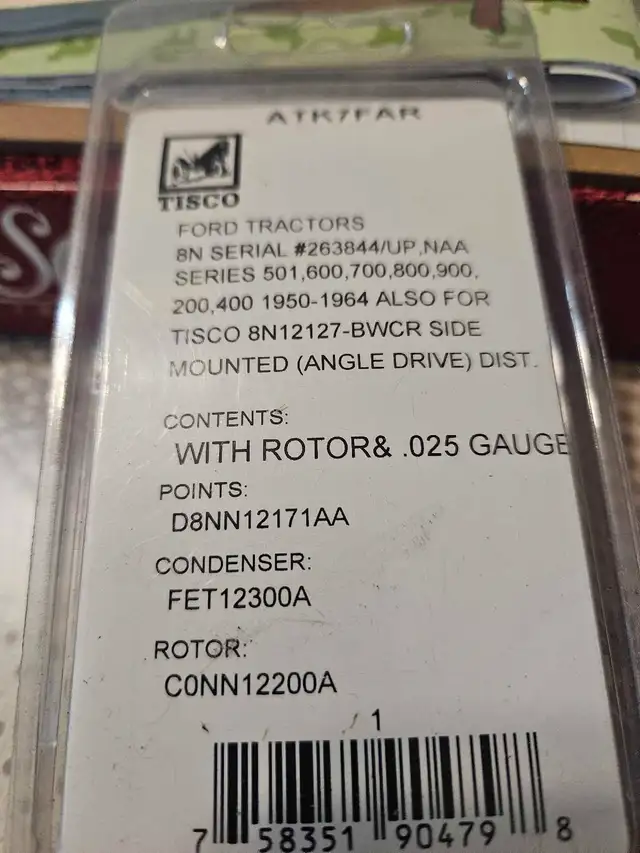 ATK7FAR
TISCO
FORD TRACTORS
8N SERIAL #263844/UP,NAA
SERIES 501,600,700,800,900,
200,400 1950-1964 ALSO FOR
TISCO 8N12127-BWCR SIDE
MOUNTED (ANGLE DRIVE) DIST.
CONTENTS:
WITH ROTOR& .025 GAUGE
POINTS:
D8NN12171AA
CONDENSER:
FET12300A
ROTOR:
C0NN12200A
1
7 58351 90479 8